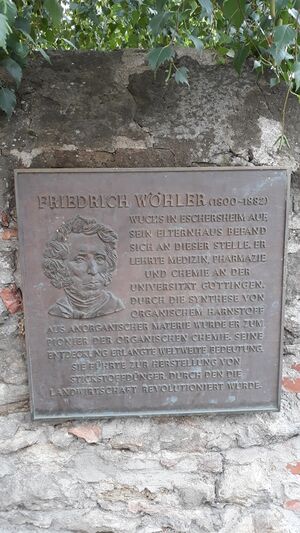 FRIEDRICH WÖHLER (1800-1882)
WUCHS IN ESCHERSHEIM AUF,
SEIN ELTERNHAUS BEFAND
SICH AN DIESER STELLE. ER
LEHRTE MEDIZIN, PHARMAZIE
UND CHEMIE AN DER
UNIVERSITÄT GÖTTINGEN.
DURCH DIE SYNTHESE VON
ORGANISCHEM HARNSTOFF
AUS ANORGANISCHER MATERIE WURDE ER ZUM
PIONIER DER ORGANISCHEN CHEMIE. SEINE
ENTDECKUNG ERLANGTE WELTWEITE BEDEUTUNG.
SIE FÜHRTE ZUR HERSTELLUNG VON
STICKSTOFFDÜNGER, DURCH DEN DIE
LANDWIRTSCHAFT REVOLUTIONIERT WURDE.